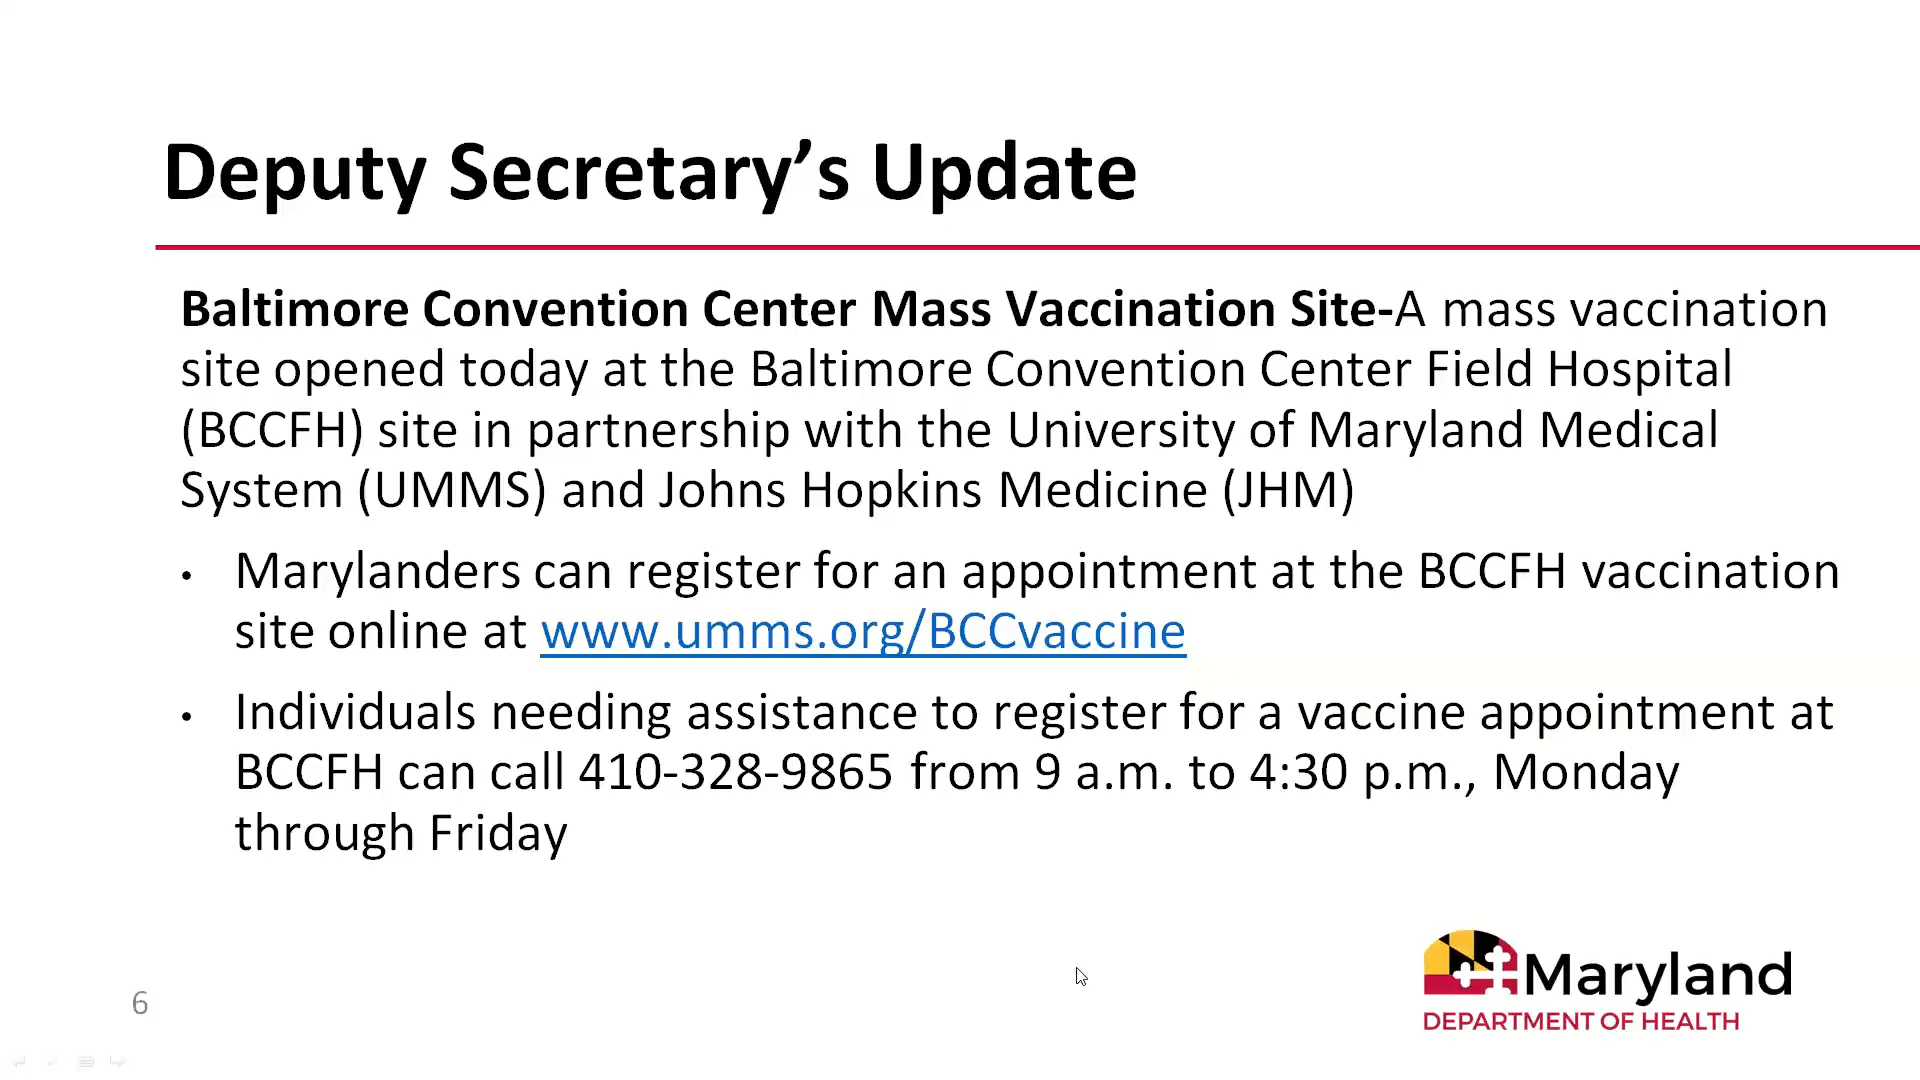 Deputy Secretary’s Update
Baltimore Convention Center Mass Vaccination Site-A mass vaccination
site opened today at the Baltimore Convention Center Field Hospital
(BCCFH) site in partnership with the University of Maryland Medical
System (UMMS) and Johns Hopkins Medicine (JHM)
• Marylanders can register for an appointment at the BCCFH vaccination
site online at www.umms.org/BCCvaccine
• Individuals needing assistance to register for a vaccine appointment at
BCCFH can call 410-328-9865 from 9 a.m. to 4:30 p.m., Monday
through Friday
6
Maryland
DEPARTMENT OF HEALTH